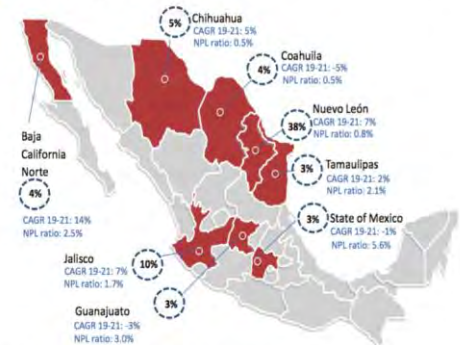 5%
Chihuahua
CAGR 19-21: 5%
NPL ratio: 0.5%
4%
Coahuila
CAGR 19-21: -5%
NPL ratio: 0.5%
38%
Nuevo León
CAGR 19-21: 7%
NPL ratio: 0.8%
3%
Tamaulipas
CAGR 19-21: 2%
NPL ratio: 2.1%
3%
State of Mexico
CAGR 19-21: -1%
NPL ratio: 5.6%
Baja
California
Norte
4%
CAGR 19-21: 14%
NPL ratio: 2.5%
10%
Jalisco
CAGR 19-21: 7%
NPL ratio: 1.7%
3%
Guanajuato
CAGR 19-21: -3%
NPL ratio: 3.0%